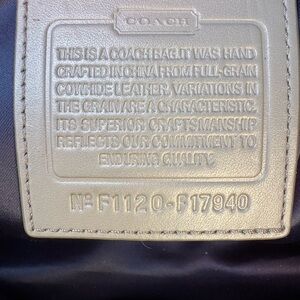 COACH
THIS IS A COACH BAG. IT WAS HAND
CRAFTED IN CHINA FROM FULL-GRAIN
COWHIDE LEATHER. VARIATIONS IN
THE GRAIN ARE A CHARACTERISTIC.
ITS SUPERIOR CRAFTSMANSHIP
REFLECTS OUR COMMITMENT TO
ENDURING QUALITY.
Nº F1120-F17940